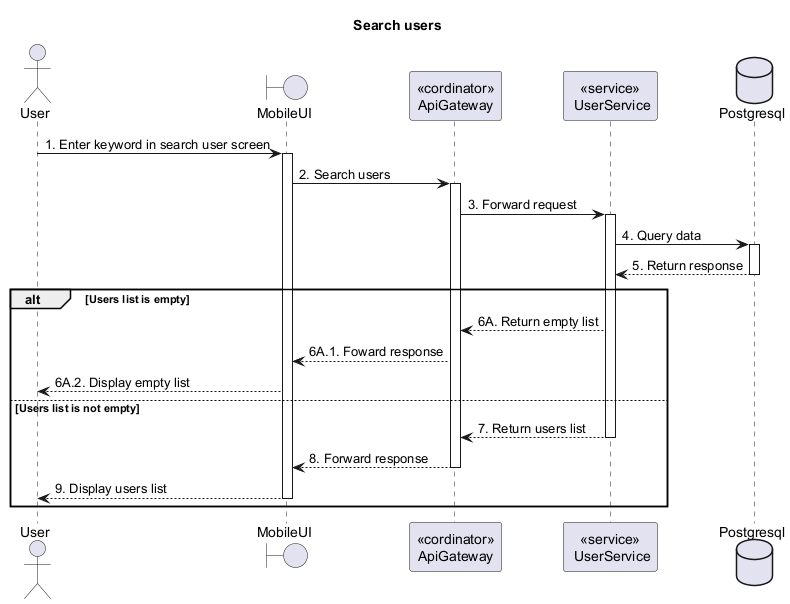 Search users
User
MobileUI
«cordinator»
ApiGateway
«service»
UserService
Postgresql
1. Enter keyword in search user screen
2. Search users
3. Forward request
4. Query data
5. Return response
alt
[Users list is empty]
6A. Return empty list
6A.1. Foward response
6A.2. Display empty list
[Users list is not empty]
7. Return users list
8. Forward response
9. Display users list
User
MobileUI
«cordinator»
ApiGateway
«service»
UserService
Postgresql